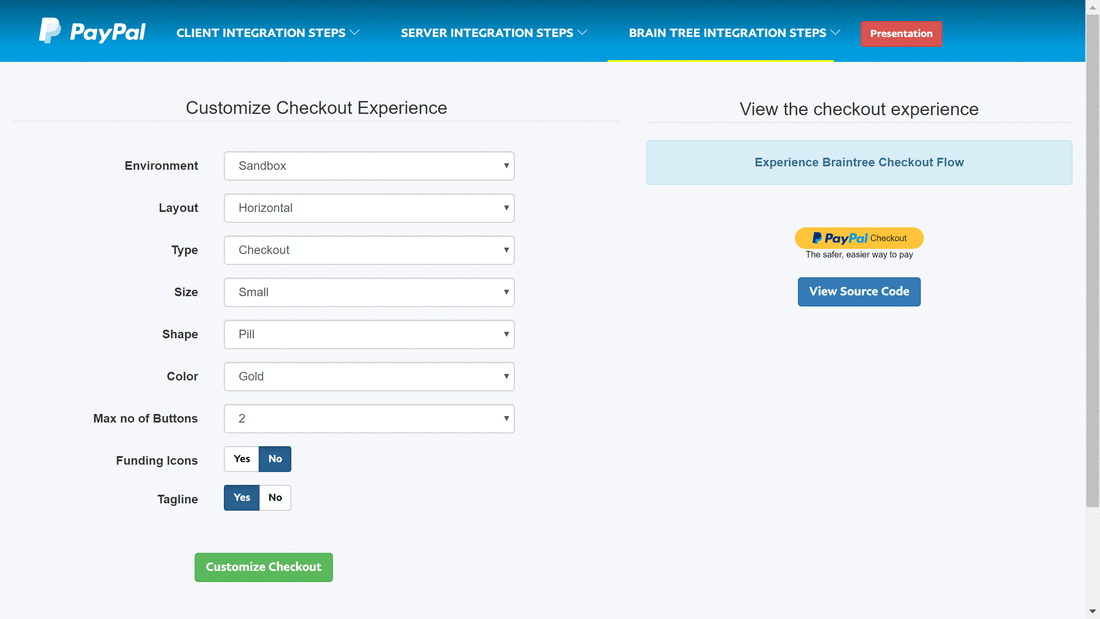 PayPal CLIENT INTEGRATION STEPS SERVER INTEGRATION STEPS BRAIN TREE INTEGRATION STEPS Presentation
Customize Checkout Experience
Environment Sandbox
Layout Horizontal
Type Checkout
Size Small
Shape Pill
Color Gold
Max no of Buttons 2
Funding Icons Yes No
Tagline Yes No
Customize Checkout
View the checkout experience
Experience Braintree Checkout Flow
PayPal Checkout
The safer, easier way to pay
View Source Code